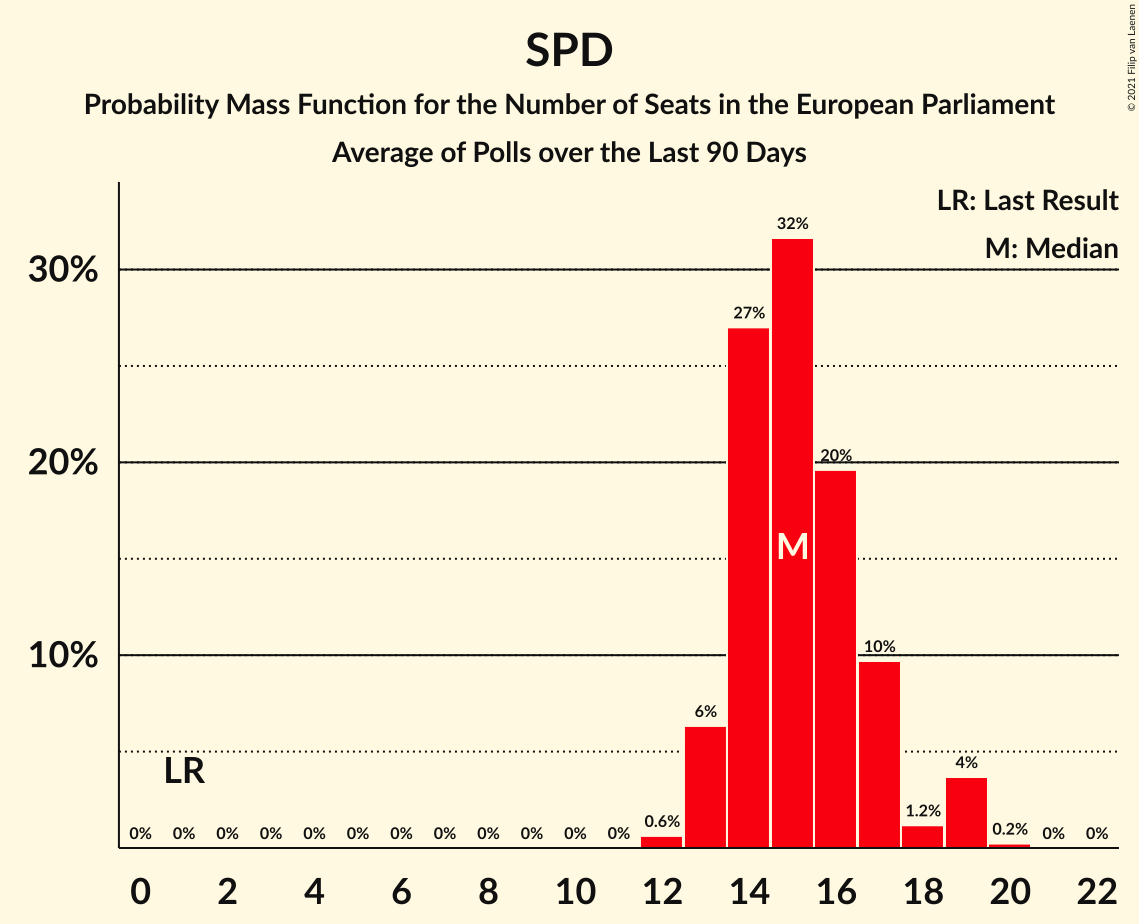 SPD
Probability Mass Function for the Number of Seats in the European Parliament
Average of Polls over the Last 90 Days
© 2021 Filip van Laenen
LR: Last Result
M: Median
30%
20%
10%
32%
27%
20%
M
10%
6%
LR
4%
0% 0% 0% 0% 0% 0% 0% 0% 0% 0% 0% 0% 0.6% 1.2% 0.2% 0% 0%
0 2 4 6 8 10 12 14 16 18 20 22